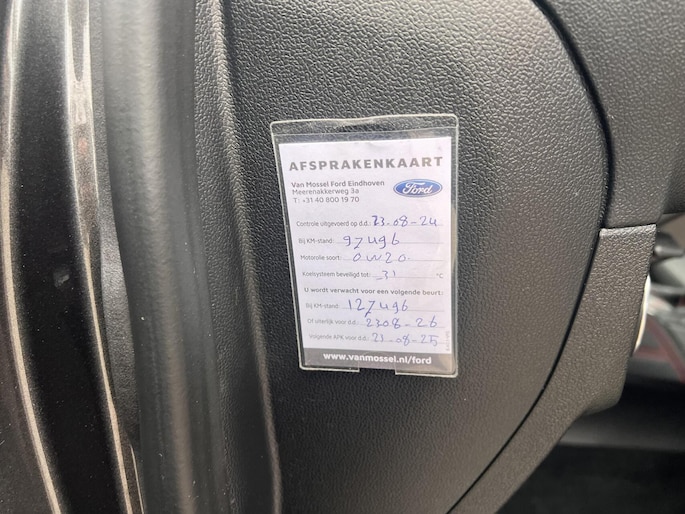 AFSPRAKENKAART
Van Mossel Ford Eindhoven
Meerenakkerweg 3a
T: +31 40 800 19 70
Ford
Controle uitgevoerd op d.d.: 23-08-24
Bij KM-stand: 97496
Motorolie soort: 0W20
Koelsysteem beveiligd tot: -31 °C
U wordt verwacht voor een volgende beurt:
Bij KM-stand: 127496
Of uiterlijk voor d.d.: 2308-26
Volgende APK voor d.d.: 21-08-25
www.vanmossel.nl/ford